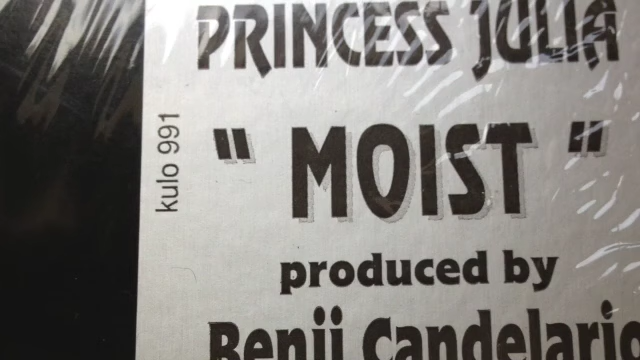 PRINCESS JULIA
" MOIST "
produced by
Benji Candelario
kulo 991